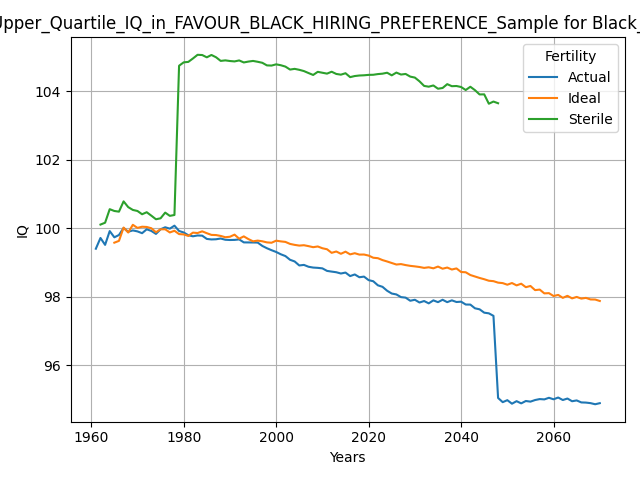 Upper_Quartile_IQ_in_FAVOUR_BLACK_HIRING_PREFERENCE_Sample for Black_
Fertility
Actual
Ideal
Sterile
104
102
100
98
96
IQ
1960
1980
2000
2020
2040
2060
Years